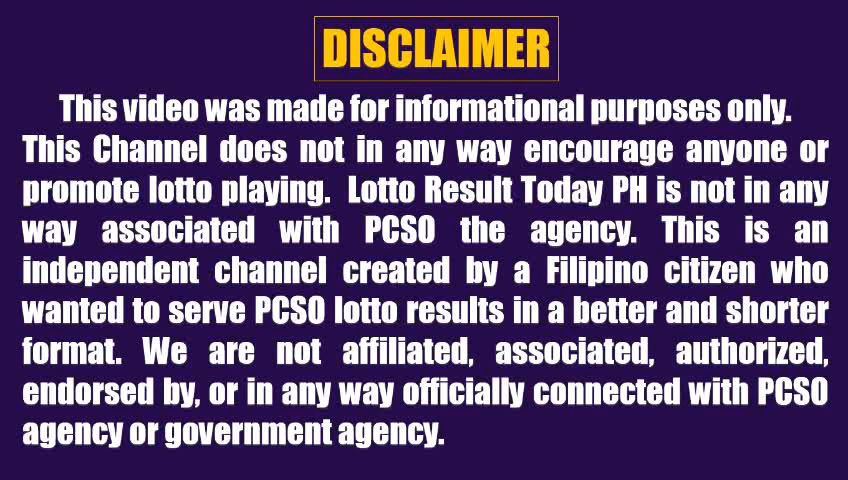 DISCLAIMER
This video was made for informational purposes only.
This Channel does not in any way encourage anyone or
promote lotto playing. Lotto Result Today PH is not in any
way associated with PCSO the agency. This is an
independent channel created by a Filipino citizen who
wanted to serve PCSO lotto results in a better and shorter
format. We are not affiliated, associated, authorized,
endorsed by, or in any way officially connected with PCSO
agency or government agency.